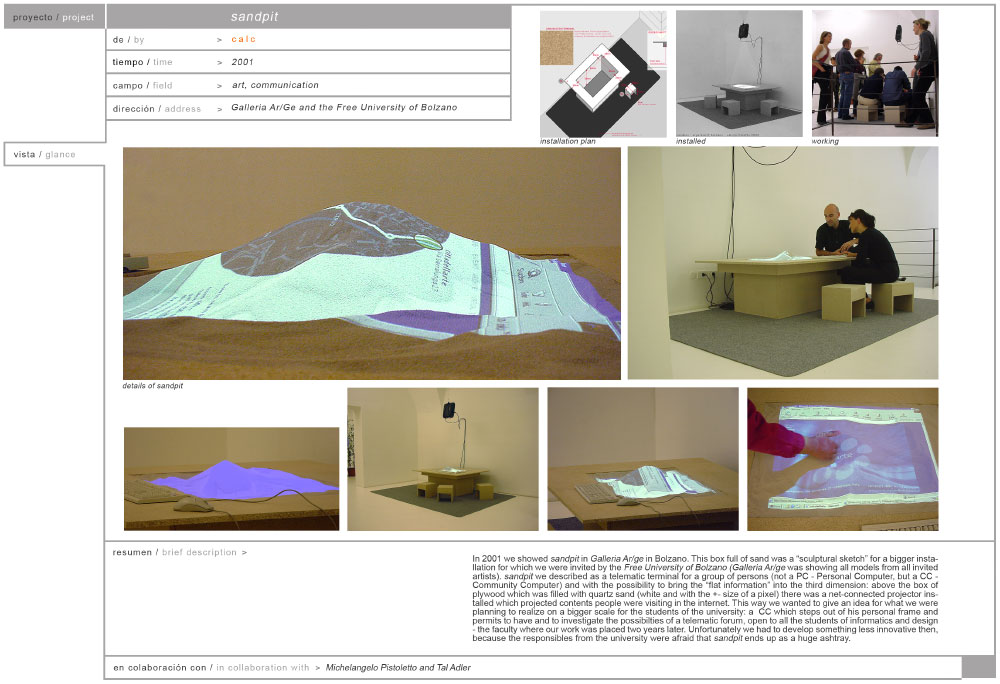 proyecto / project
sandpit
de / by > calc
tiempo / time > 2001
campo / field > art, communication
dirección / address > Galleria Ar/Ge and the Free University of Bolzano
installation plan
installed
working
vista / glance
details of sandpit
resumen / brief description >
In 2001 we showed sandpit in Galleria Ar/ge in Bolzano. This box full of sand was a “sculptural sketch” for a bigger insta-
llation for which we were invited by the Free University of Bolzano (Galleria Ar/ge was showing all models from all invited
artists). sandpit we described as a telematic terminal for a group of persons (not a PC - Personal Computer, but a CC -
Community Computer) and with the possibility to bring the “flat information” into the third dimension: above the box of
plywood which was filled with quartz sand (white and with the +- size of a pixel) there was a net-connected projector ins-
talled which projected contents people were visiting in the internet. This way we wanted to give an idea for what we were
planning to realize on a bigger scale for the students of the university: a CC which steps out of his personal frame and
permits to have and to investigate the possibilties of a telematic forum, open to all the students of informatics and design
- the faculty where our work was placed two years later. Unfortunately we had to develop something less innovative then,
because the responsibles from the university were afraid that sandpit ends up as a huge ashtray.
en colaboración con / in collaboration with > Michelangelo Pistoletto and Tal Adler